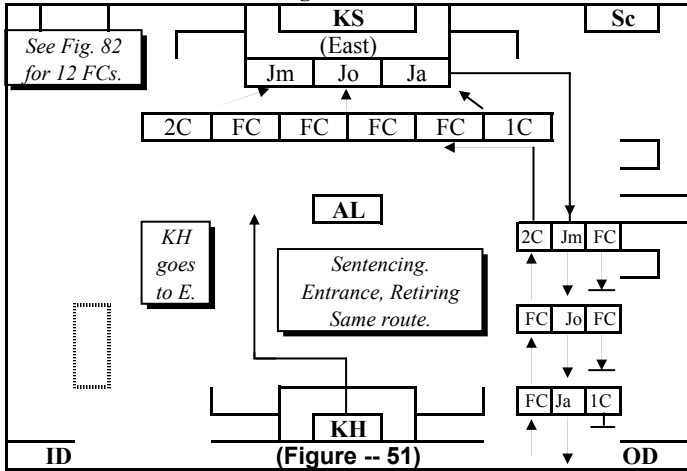 KS Sc
(East)
See Fig. 82
for 12 FCs.
Jm Jo Ja
2C FC FC FC FC 1C
AL
KH
goes
to E.
Sentencing.
Entrance, Retiring
Same route.
2C Jm FC
FC Jo FC
FC Ja 1C
KH
ID (Figure -- 51) OD